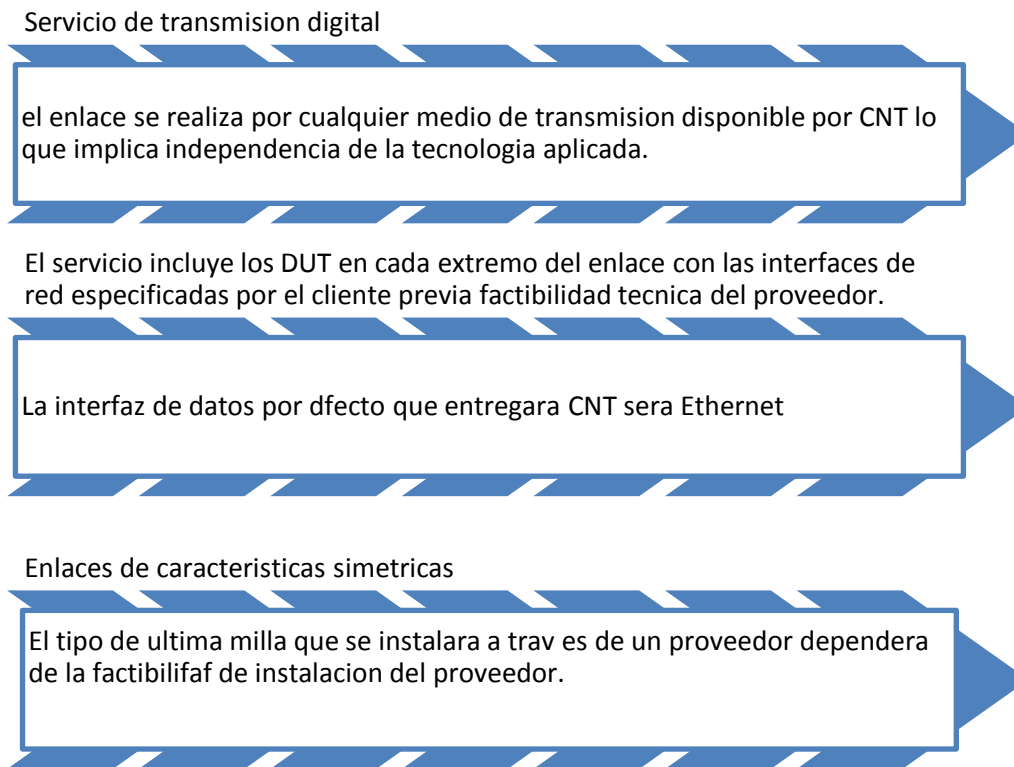 Servicio de transmision digital
el enlace se realiza por cualquier medio de transmision disponible por CNT lo
que implica independencia de la tecnologia aplicada.
El servicio incluye los DUT en cada extremo del enlace con las interfaces de
red especificadas por el cliente previa factibilidad tecnica del proveedor.
La interfaz de datos por dfecto que entregara CNT sera Ethernet
Enlaces de caracteristicas simetricas
El tipo de ultima milla que se instalara a trav es de un proveedor dependera
de la factibilifaf de instalacion del proveedor.